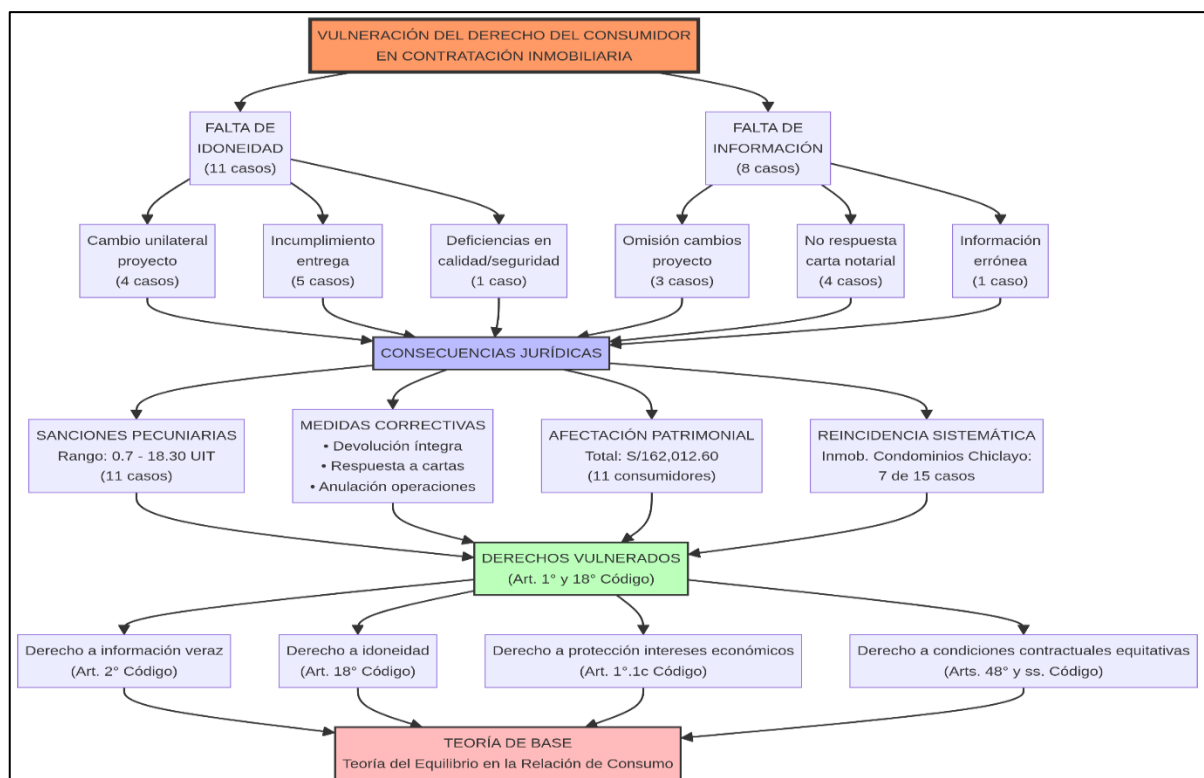 VULNERACIÓN DEL DERECHO DEL CONSUMIDOR
EN CONTRATACIÓN INMOBILIARIA
FALTA DE
IDONEIDAD
(11 casos)
FALTA DE
INFORMACIÓN
(8 casos)
Cambio unilateral
proyecto
(4 casos)
Incumplimiento
entrega
(5 casos)
Deficiencias en
calidad/seguridad
(1 caso)
Omisión cambios
proyecto
(3 casos)
No respuesta
carta notarial
(4 casos)
Información
errónea
(1 caso)
CONSECUENCIAS JURÍDICAS
SANCIONES PECUNIARIAS
Rango: 0.7 - 18.30 UIT
(11 casos)
MEDIDAS CORRECTIVAS
• Devolución íntegra
• Respuesta a cartas
• Anulación operaciones
AFECTACIÓN PATRIMONIAL
Total: S/162,012.60
(11 consumidores)
REINCIDENCIA SISTEMÁTICA
Inmob. Condominios Chiclayo:
7 de 15 casos
DERECHOS VULNERADOS
(Art. 1° y 18° Código)
Derecho a información veraz
(Art. 2° Código)
Derecho a idoneidad
(Art. 18° Código)
Derecho a protección intereses económicos
(Art. 1°.1c Código)
Derecho a condiciones contractuales equitativas
(Arts. 48° y ss. Código)
TEORÍA DE BASE
Teoría del Equilibrio en la Relación de Consumo